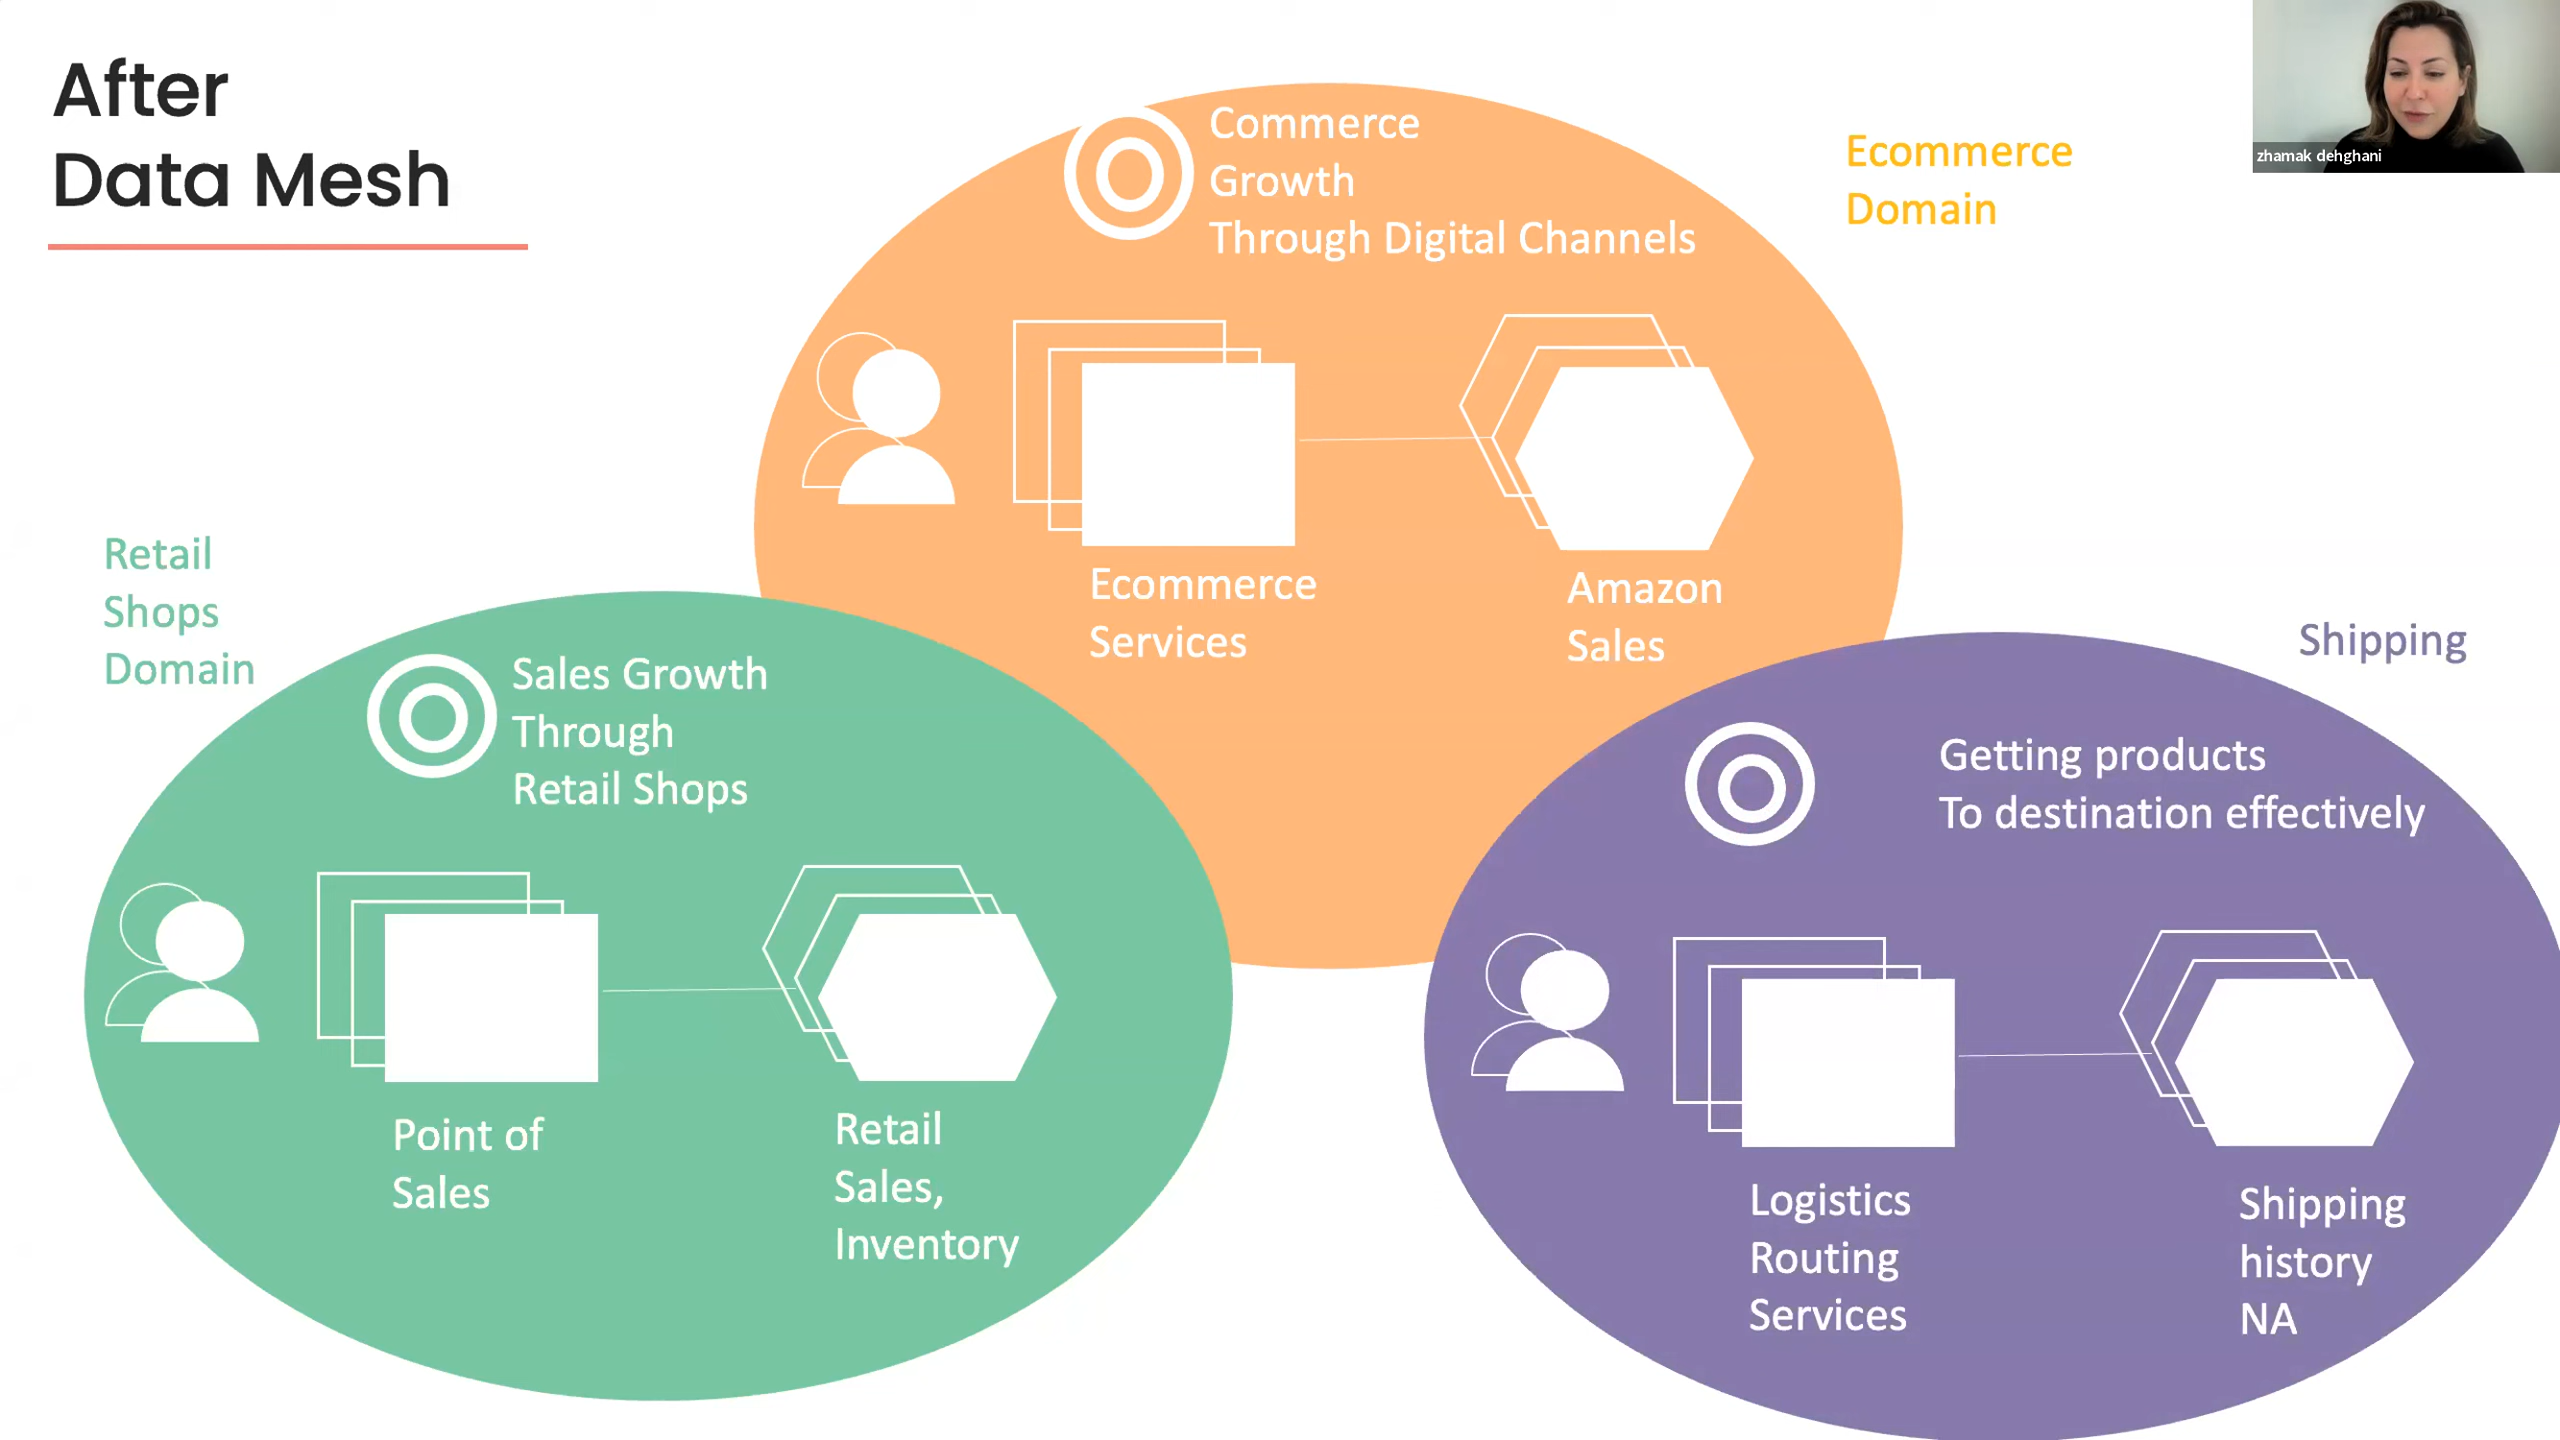 After
Data Mesh
Commerce
Growth
Through Digital Channels
Ecommerce
Domain
zhamak dehghani
Ecommerce
Services
Amazon
Sales
Retail
Shops
Domain
Sales Growth
Through
Retail Shops
Point of
Sales
Retail
Sales,
Inventory
Shipping
Getting products
To destination effectively
Logistics
Routing
Services
Shipping
history
NA